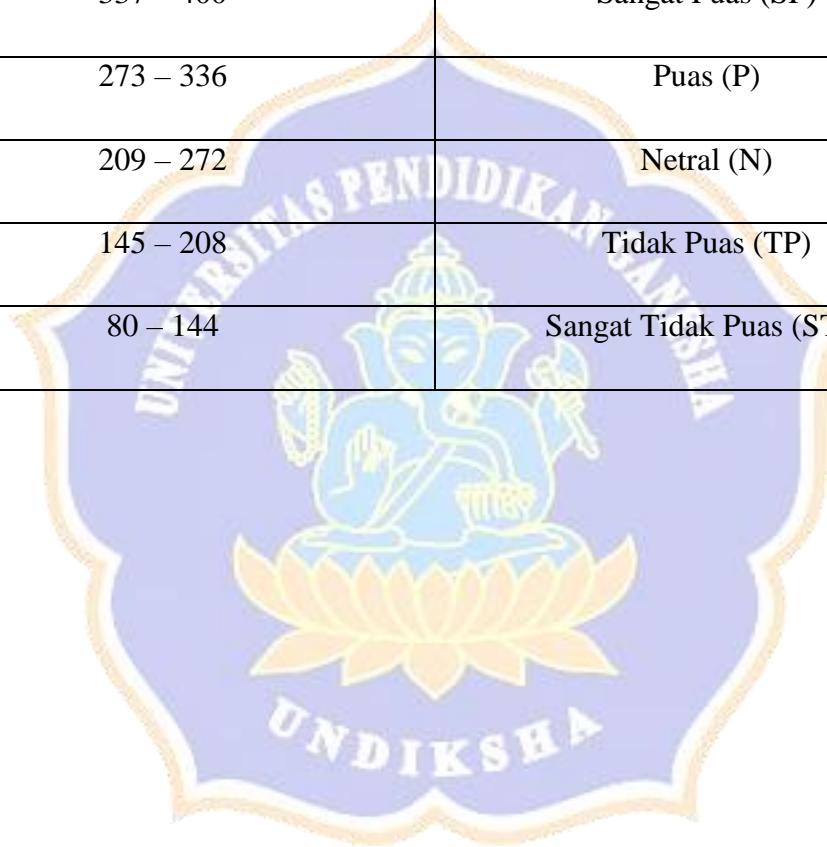 273 – 336 Puas (P)
209 – 272 Netral (N)
145 – 208 Tidak Puas (TP)
80 – 144 Sangat Tidak Puas (ST
UNIVERSITAS PENDIDIKAN GANESHA
UNDIKSHA